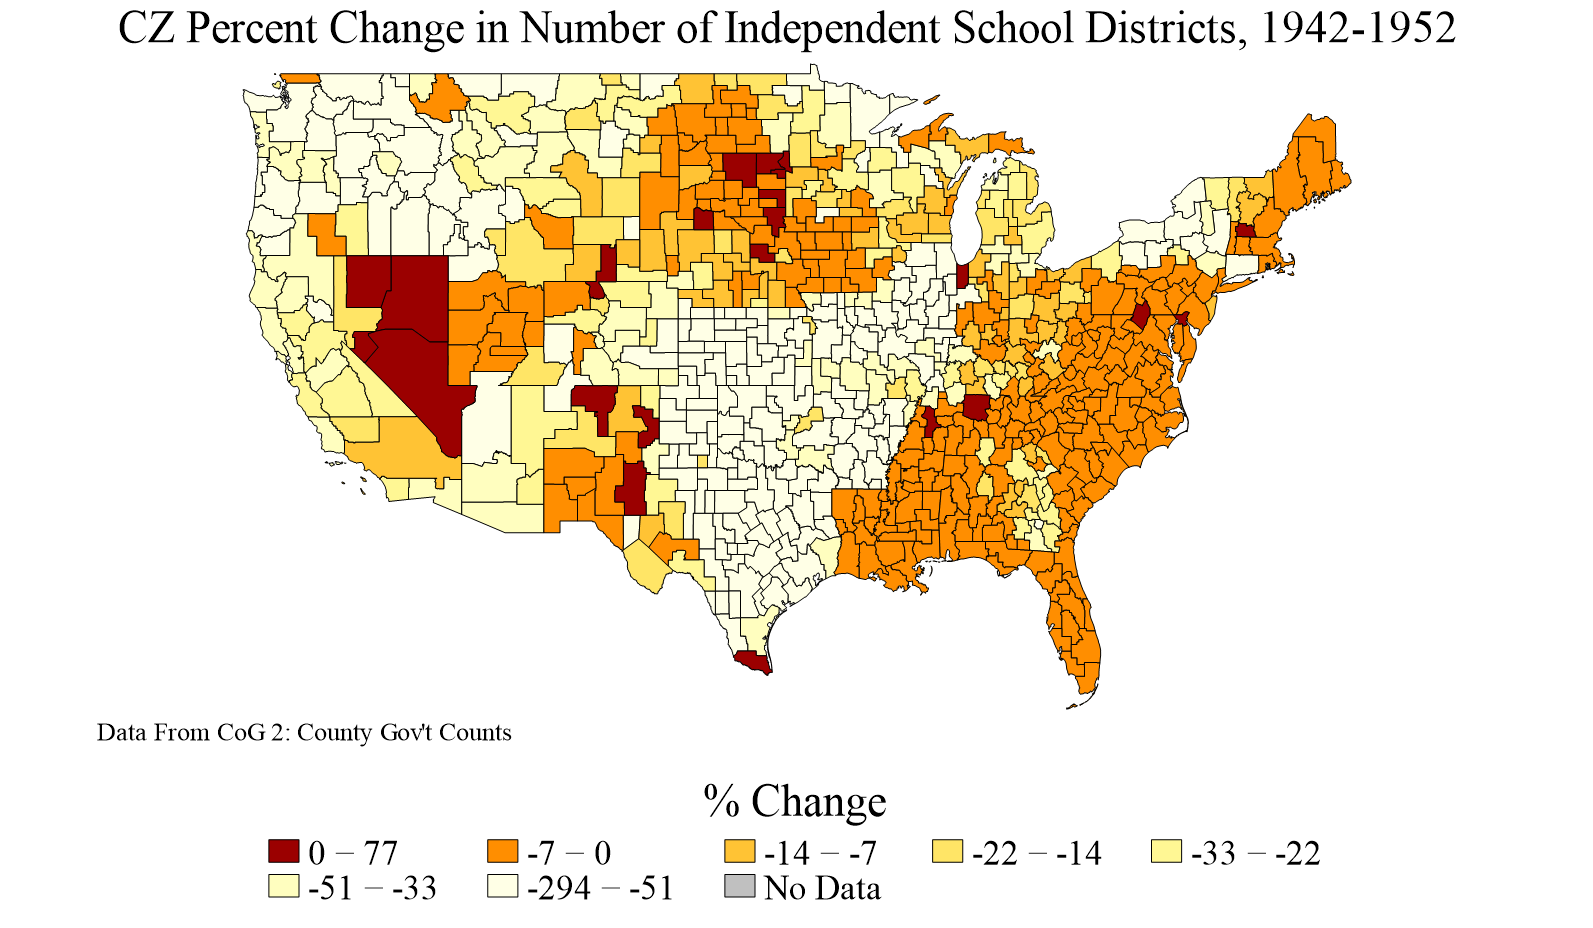 CZ Percent Change in Number of Independent School Districts, 1942-1952
Data From CoG 2: County Gov't Counts
% Change
0 − 77 -7 − 0 -14 − -7 -22 − -14 -33 − -22
-51 − -33 -294 − -51 No Data